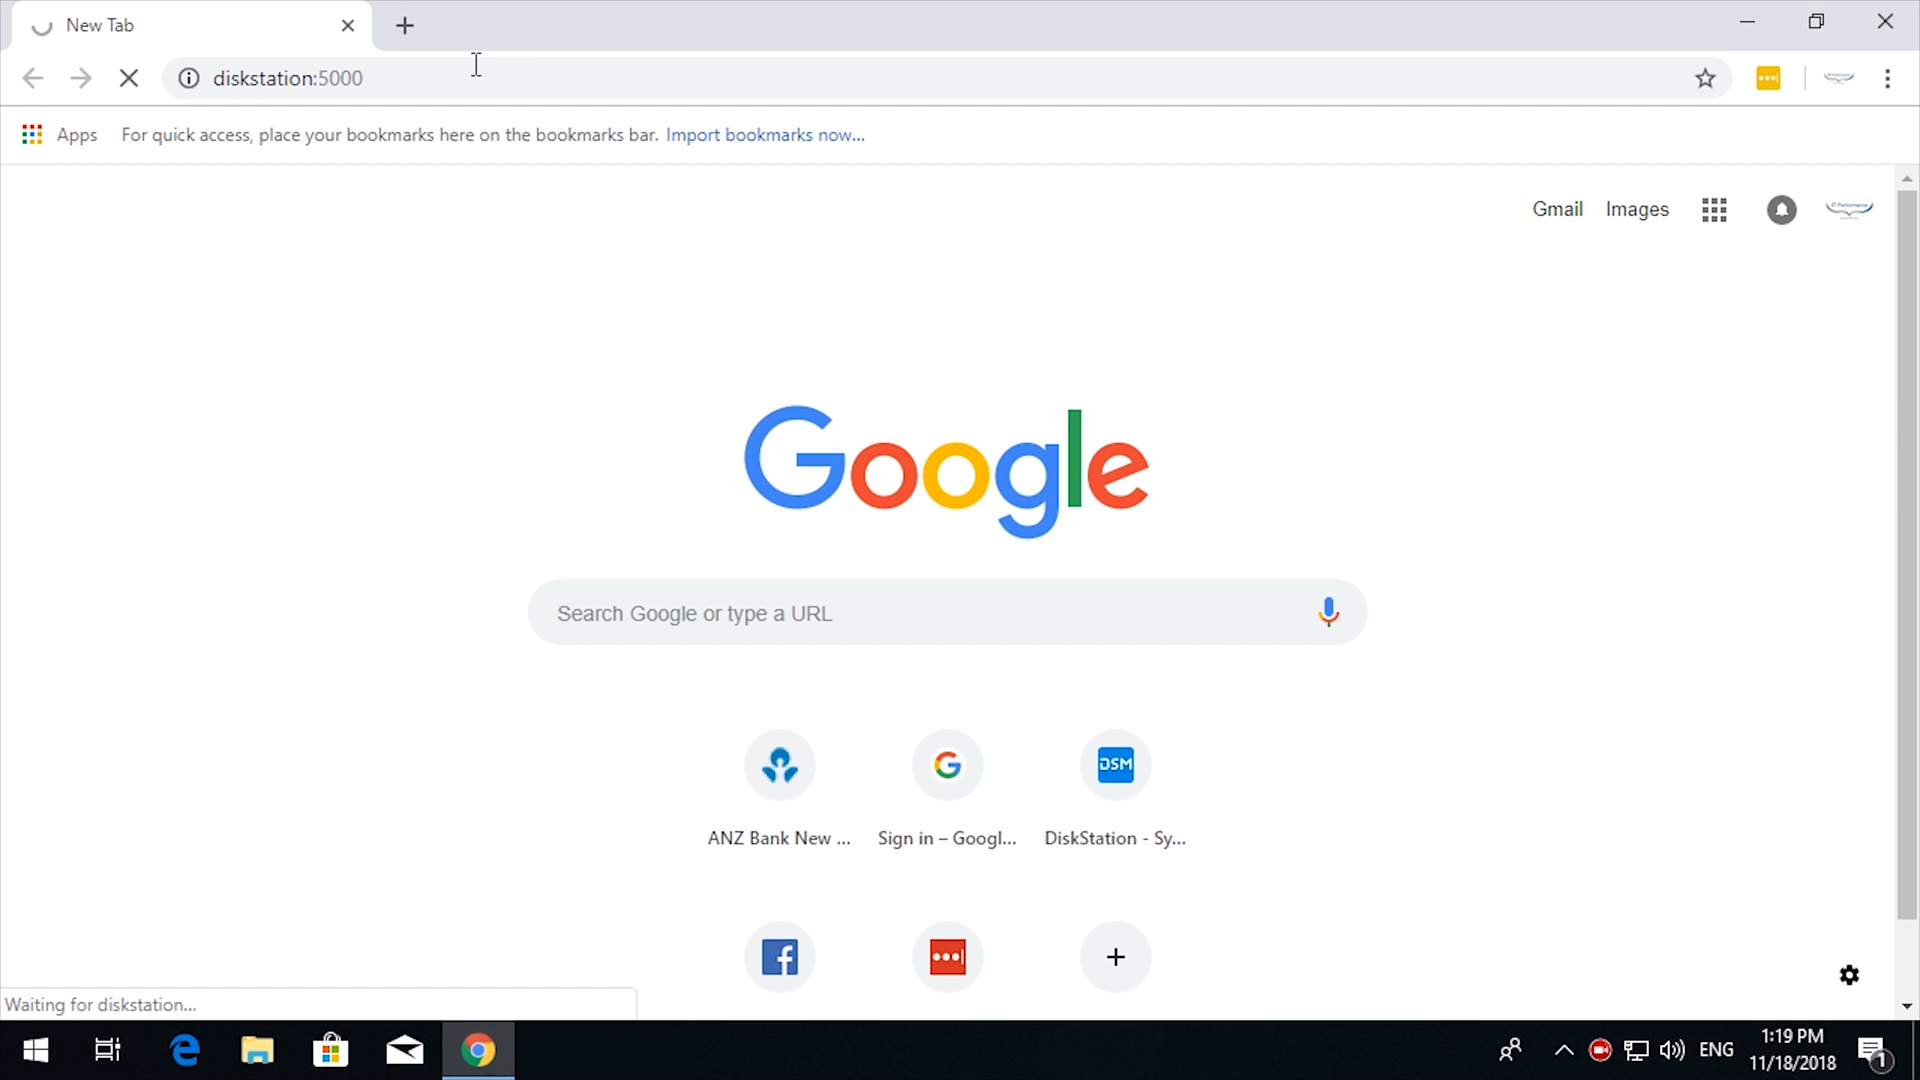 New Tab
diskstation:5000
Apps
For quick access, place your bookmarks here on the bookmarks bar. Import bookmarks now...
Gmail
Images
Google
Search Google or type a URL
DSM
ANZ Bank New ...
Sign in – Googl...
DiskStation - Sy...
Waiting for diskstation...
ENG
1:19 PM
11/18/2018
1